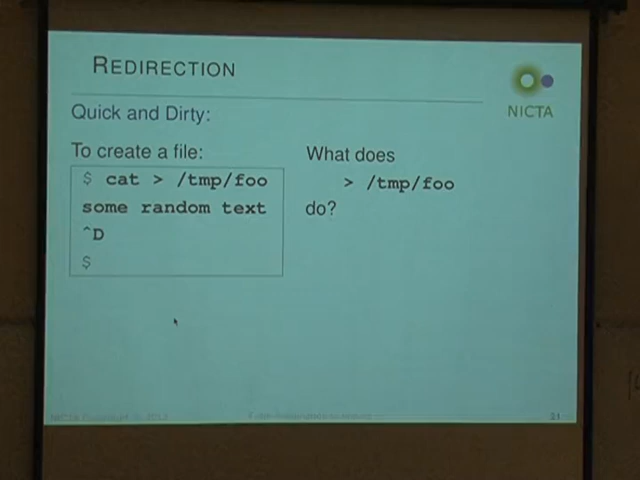 REDIRECTION
NICTA
Quick and Dirty:
To create a file:
$ cat > /tmp/foo
some random text
^D
$
What does
> /tmp/foo
do?
21